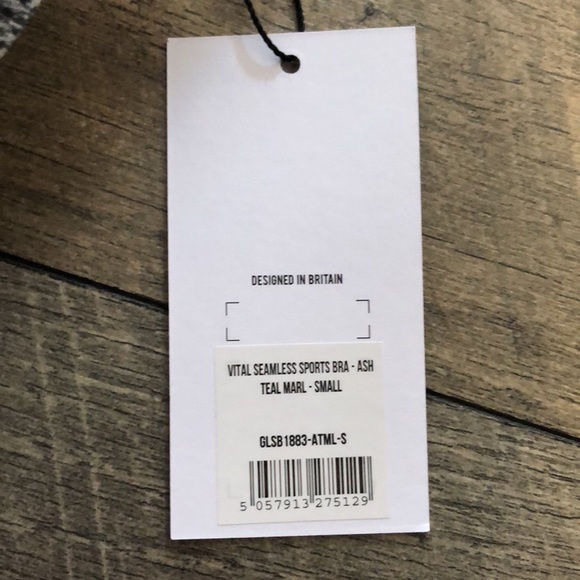 DESIGNED IN BRITAIN
VITAL SEAMLESS SPORTS BRA - ASH
TEAL MARL - SMALL
GLSB1883-ATML-S
5 057913 275129